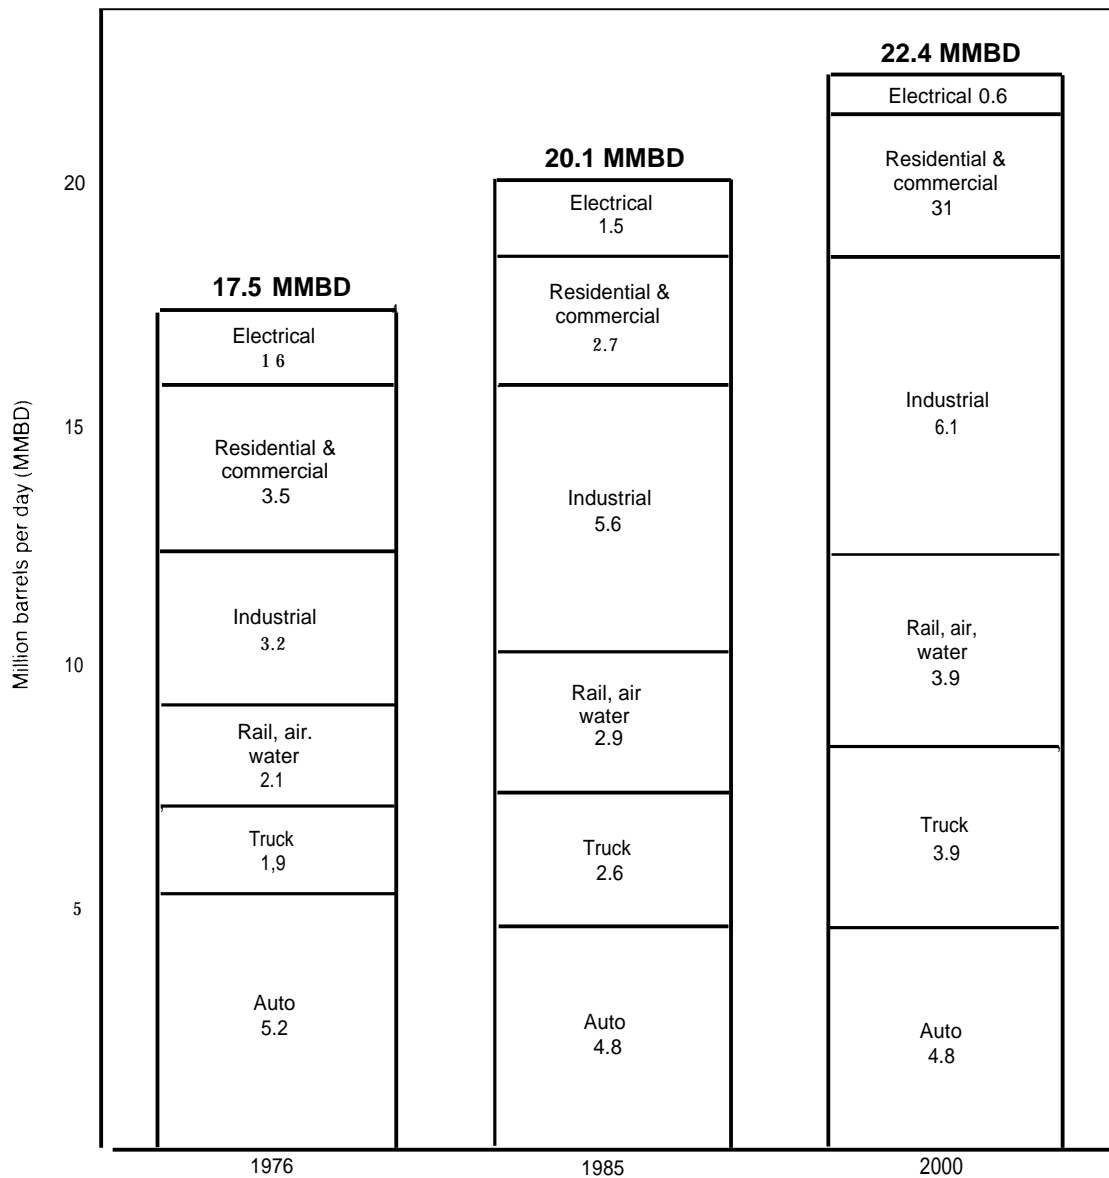 Million barrels per day (MMBD)
20
15
10
5
17.5 MMBD
Electrical
1 6
Residential &
commercial
3.5
Industrial
3.2
Rail, air.
water
2.1
Truck
1,9
Auto
5.2
1976
20.1 MMBD
Electrical
1.5
Residential &
commercial
2.7
Industrial
5.6
Rail, air
water
2.9
Truck
2.6
Auto
4.8
1985
22.4 MMBD
Electrical 0.6
Residential &
commercial
31
Industrial
6.1
Rail, air,
water
3.9
Truck
3.9
Auto
4.8
2000